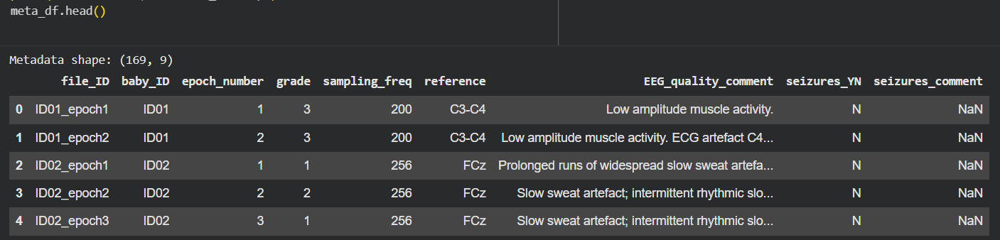 meta_df.head()
Metadata shape: (169, 9)
file_ID baby_ID epoch_number grade sampling_freq reference EEG_quality_comment seizures_YN seizures_comment
0 ID01_epoch1 ID01 1 3 200 C3-C4 Low amplitude muscle activity. N NaN
1 ID01_epoch2 ID01 2 3 200 C3-C4 Low amplitude muscle activity. ECG artefact C4... N NaN
2 ID02_epoch1 ID02 1 1 256 FCz Prolonged runs of widespread slow sweat artefa... N NaN
3 ID02_epoch2 ID02 2 2 256 FCz Slow sweat artefact; intermittent rhythmic slo... N NaN
4 ID02_epoch3 ID02 3 1 256 FCz Slow sweat artefact; intermittent rhythmic slo... N NaN